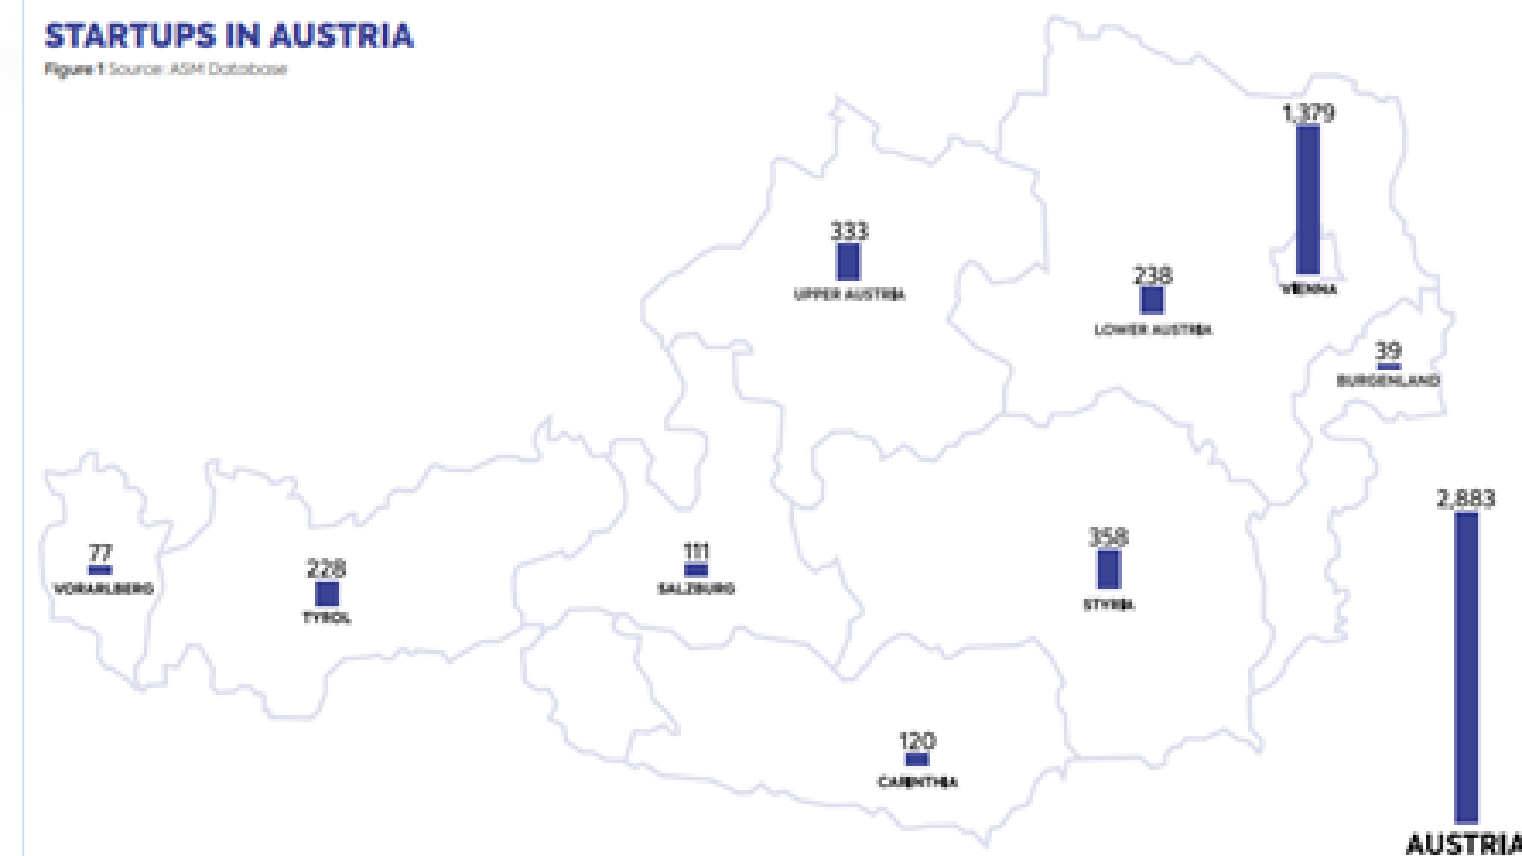 STARTUPS IN AUSTRIA
Figure 1 Source: ASM Database
1,379
VIENNA
333
UPPER AUSTRIA
238
LOWER AUSTRIA
39
BURGENLAND
2,883
AUSTRIA
358
STYRIA
111
SALZBURG
77
VORARLBERG
228
TYROL
120
CARINTHIA